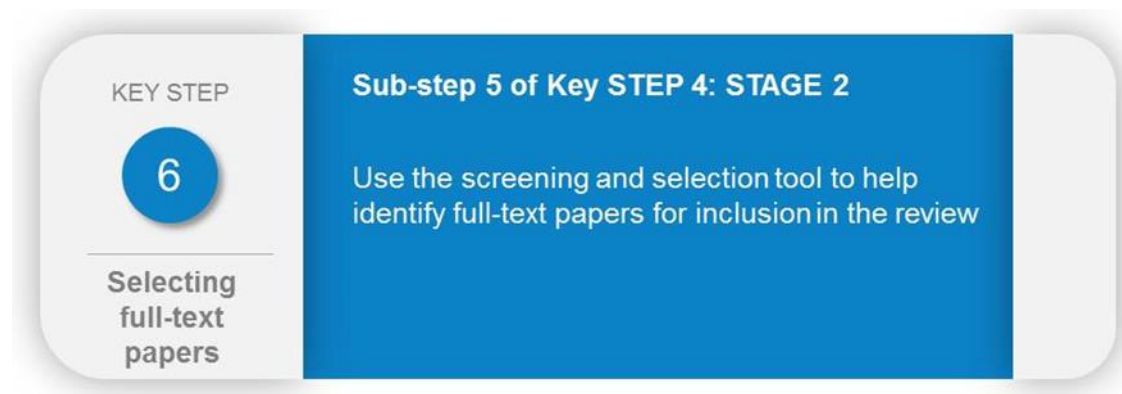 KEY STEP
6
Selecting
full-text
papers
Sub-step 5 of Key STEP 4: STAGE 2
Use the screening and selection tool to help
identify full-text papers for inclusion in the review